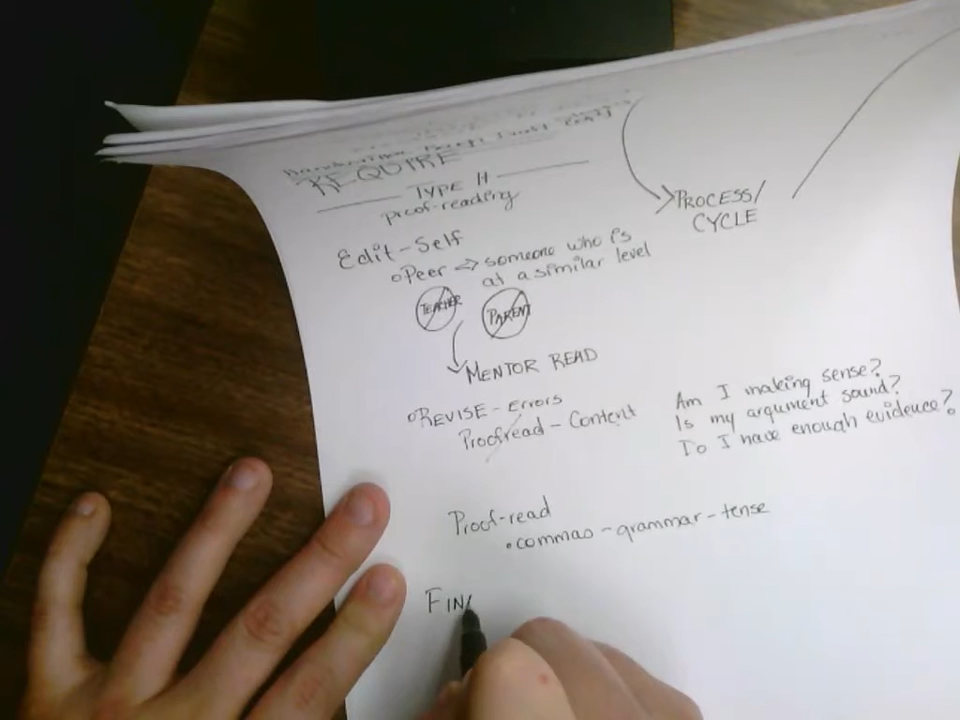 REQUIRE
TYPE H
proof-reading
PROCESS/
CYCLE
Edit-Self
Peer => someone who is
at a similar level
TEACHER PARENT
MENTOR READ
REVISE - Errors
Proofread - Content
Am I making sense?
Is my argument sound?
Do I have enough evidence?
Proof-read
•commas - grammar - tense
FIN